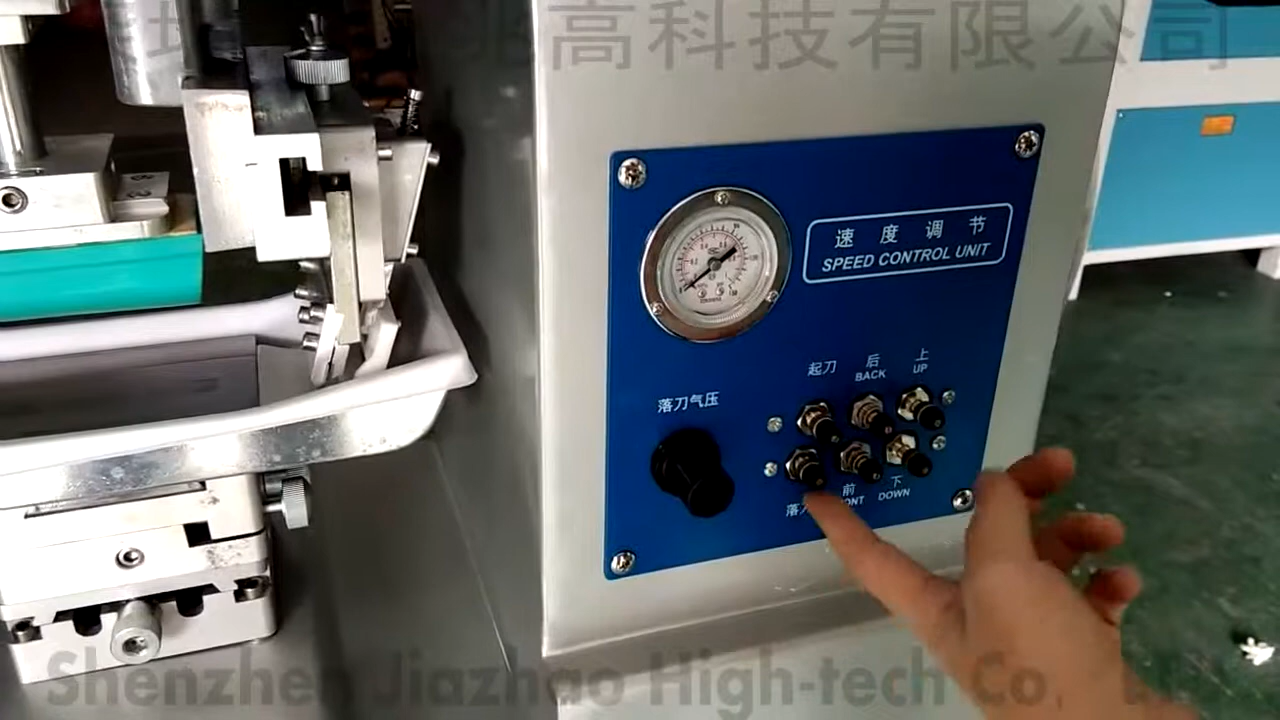 高科技有限公司
速度调节
SPEED CONTROL UNIT
起刀
后
BACK
上
UP
落刀气压
前
下
DOWN
Shenzhen Jiazhao High-tech Co.